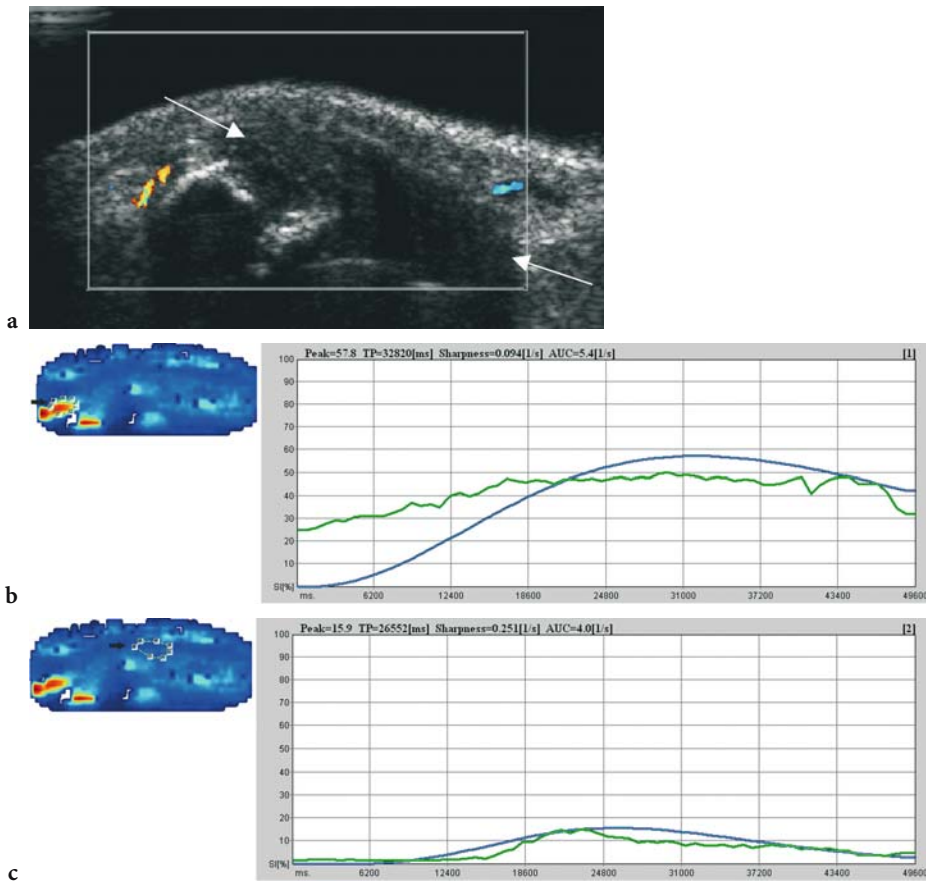 a
b
Peak=57.8 TP=32820[ms] Sharpness=0.094[1/s] AUC=5.4[1/s] [1]
100
90
80
70
60
50
40
30
20
10
SI[%]
ms. 6200 12400 18600 24800 31000 37200 43400 49600
c
Peak=15.9 TP=26552[ms] Sharpness=0.251[1/s] AUC=4.0[1/s] [2]
100
90
80
70
60
50
40
30
20
10
SI[%]
ms. 6200 12400 18600 24800 31000 37200 43400 49600